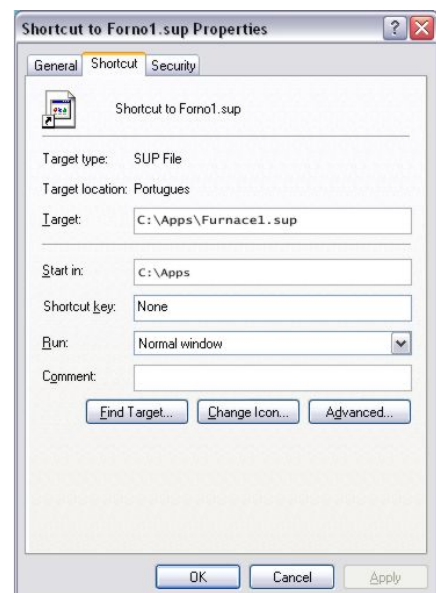 Shortcut to Forno1.sup Properties
General Shortcut Security
Shortcut to Forno1.sup
Target type: SUP File
Target location: Portugues
Target: C:\Apps\Furnace1.sup
Start in: C:\Apps
Shortcut key: None
Run: Normal window
Comment:
Find Target... Change Icon... Advanced...
OK Cancel Apply